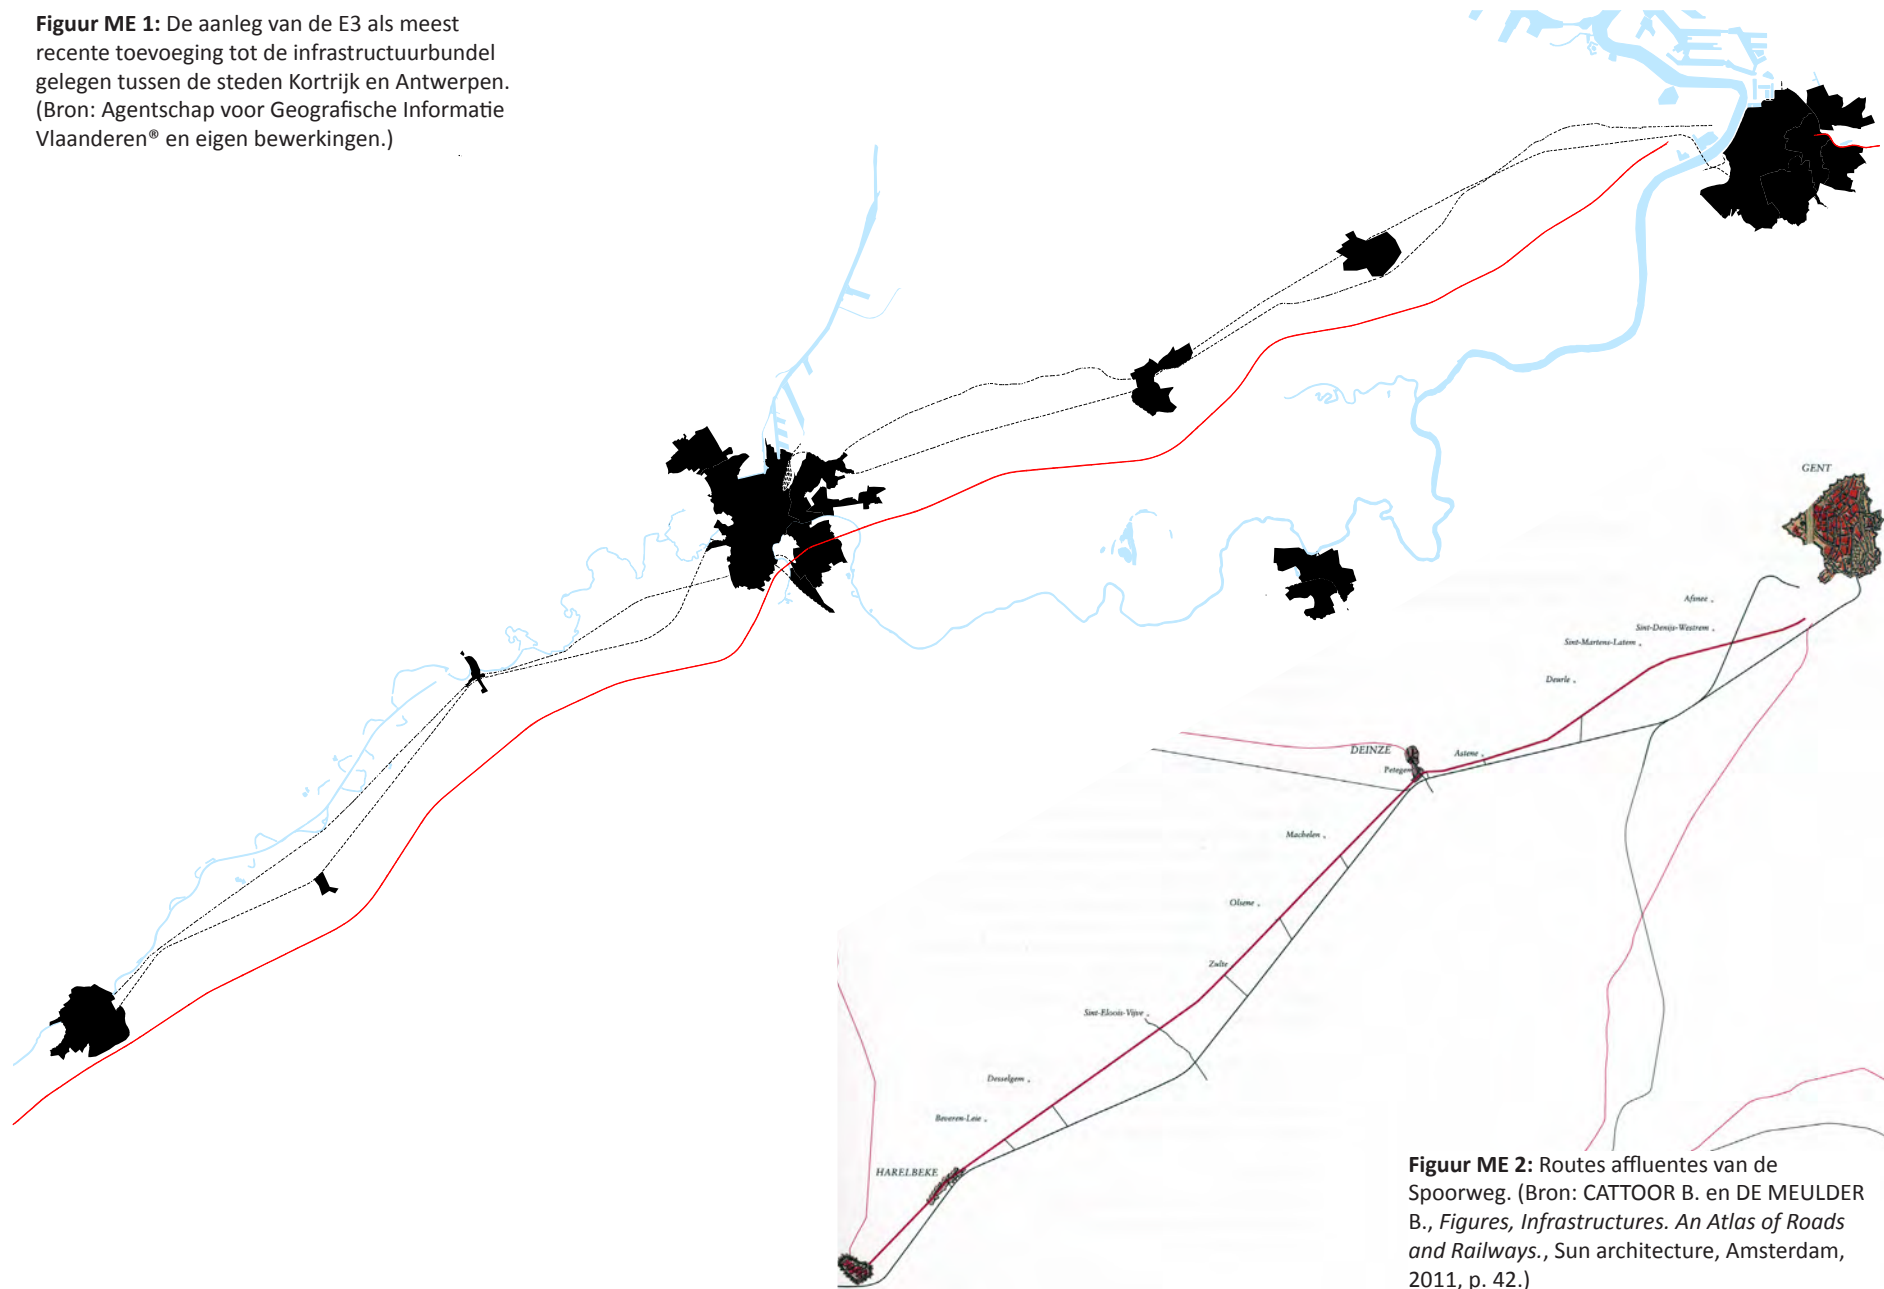 Figuur ME 1: De aanleg van de E3 als meest
recente toevoeging tot de infrastructuurbundel
gelegen tussen de steden Kortrijk en Antwerpen.
(Bron: Agentschap voor Geografische Informatie
Vlaanderen® en eigen bewerkingen.)
GENT
Afsnee
Sint-Denijs-Westrem
Sint-Martens-Latem
Deurle
DEINZE
Astene
Petegem
Machelen
Olsene
Zulte
Sint-Eloois-Vijve
Desselgem
Beveren-Leie
HARELBEKE
Figuur ME 2: Routes affluentes van de
Spoorweg. (Bron: CATTOOR B. en DE MEULDER
B., Figures, Infrastructures. An Atlas of Roads
and Railways., Sun architecture, Amsterdam,
2011, p. 42.)